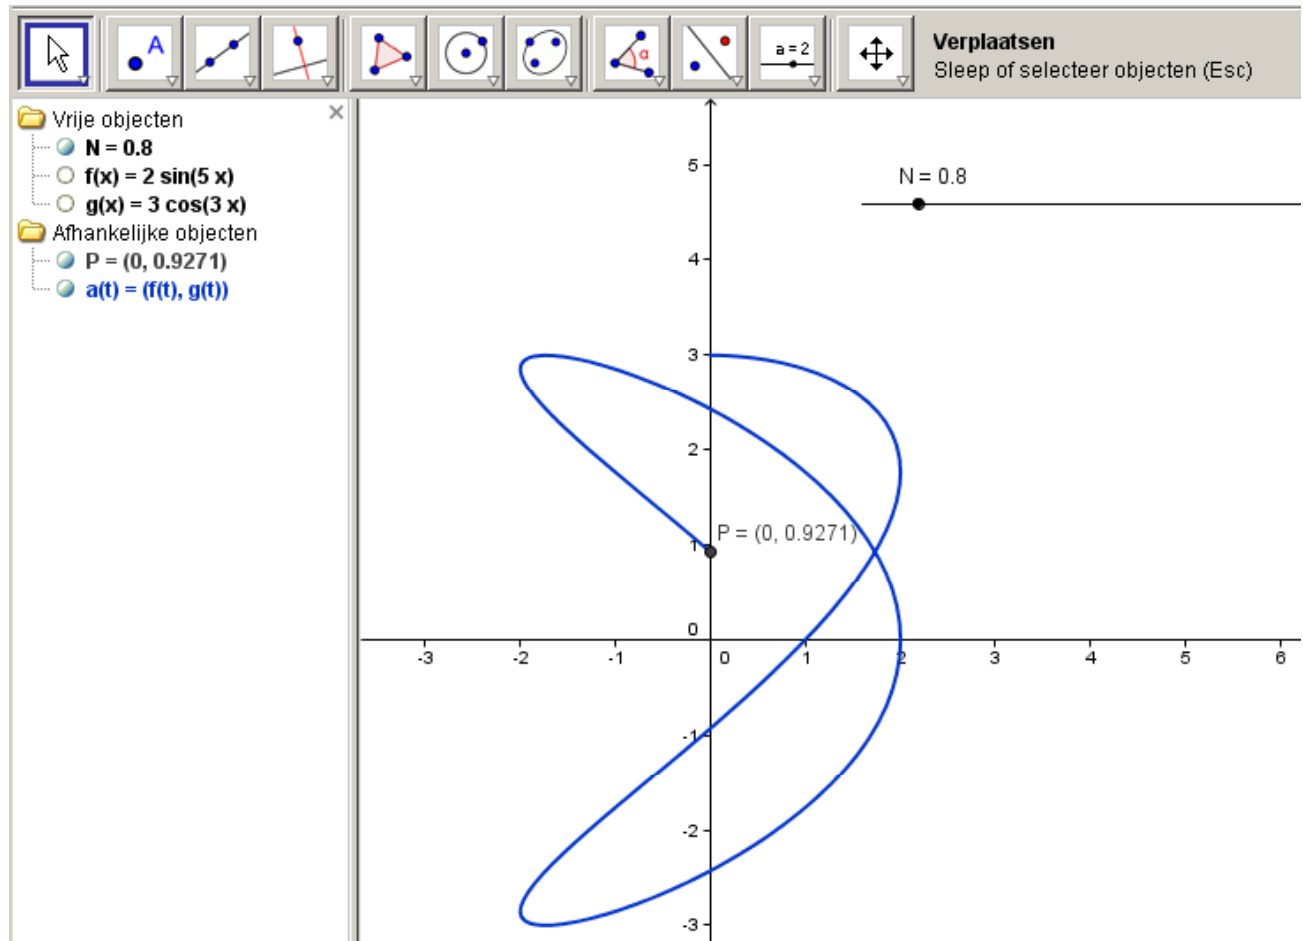 A
α
a = 2
Verplaatsen
Sleep of selecteer objecten (Esc)
Vrije objecten
N = 0.8
f(x) = 2 sin(5 x)
g(x) = 3 cos(3 x)
Afhankelijke objecten
P = (0, 0.9271)
a(t) = (f(t), g(t))
N = 0.8
5
4
3
2
P = (0, 0.9271)
1
0
-3 -2 -1 0 1 2 3 4 5 6
-1
-2
-3